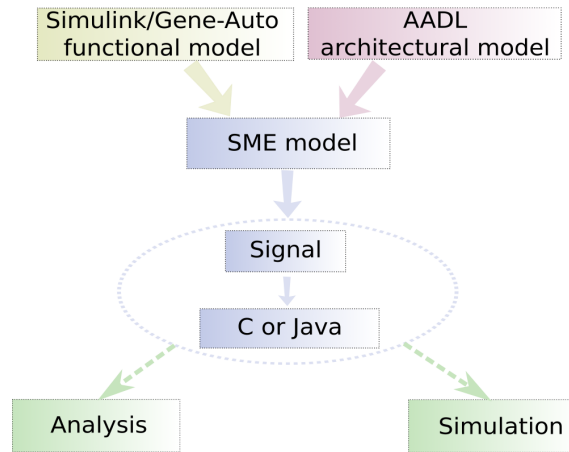 Simulink/Gene-Auto
functional model
AADL
architectural model
SME model
Signal
C or Java
Analysis
Simulation